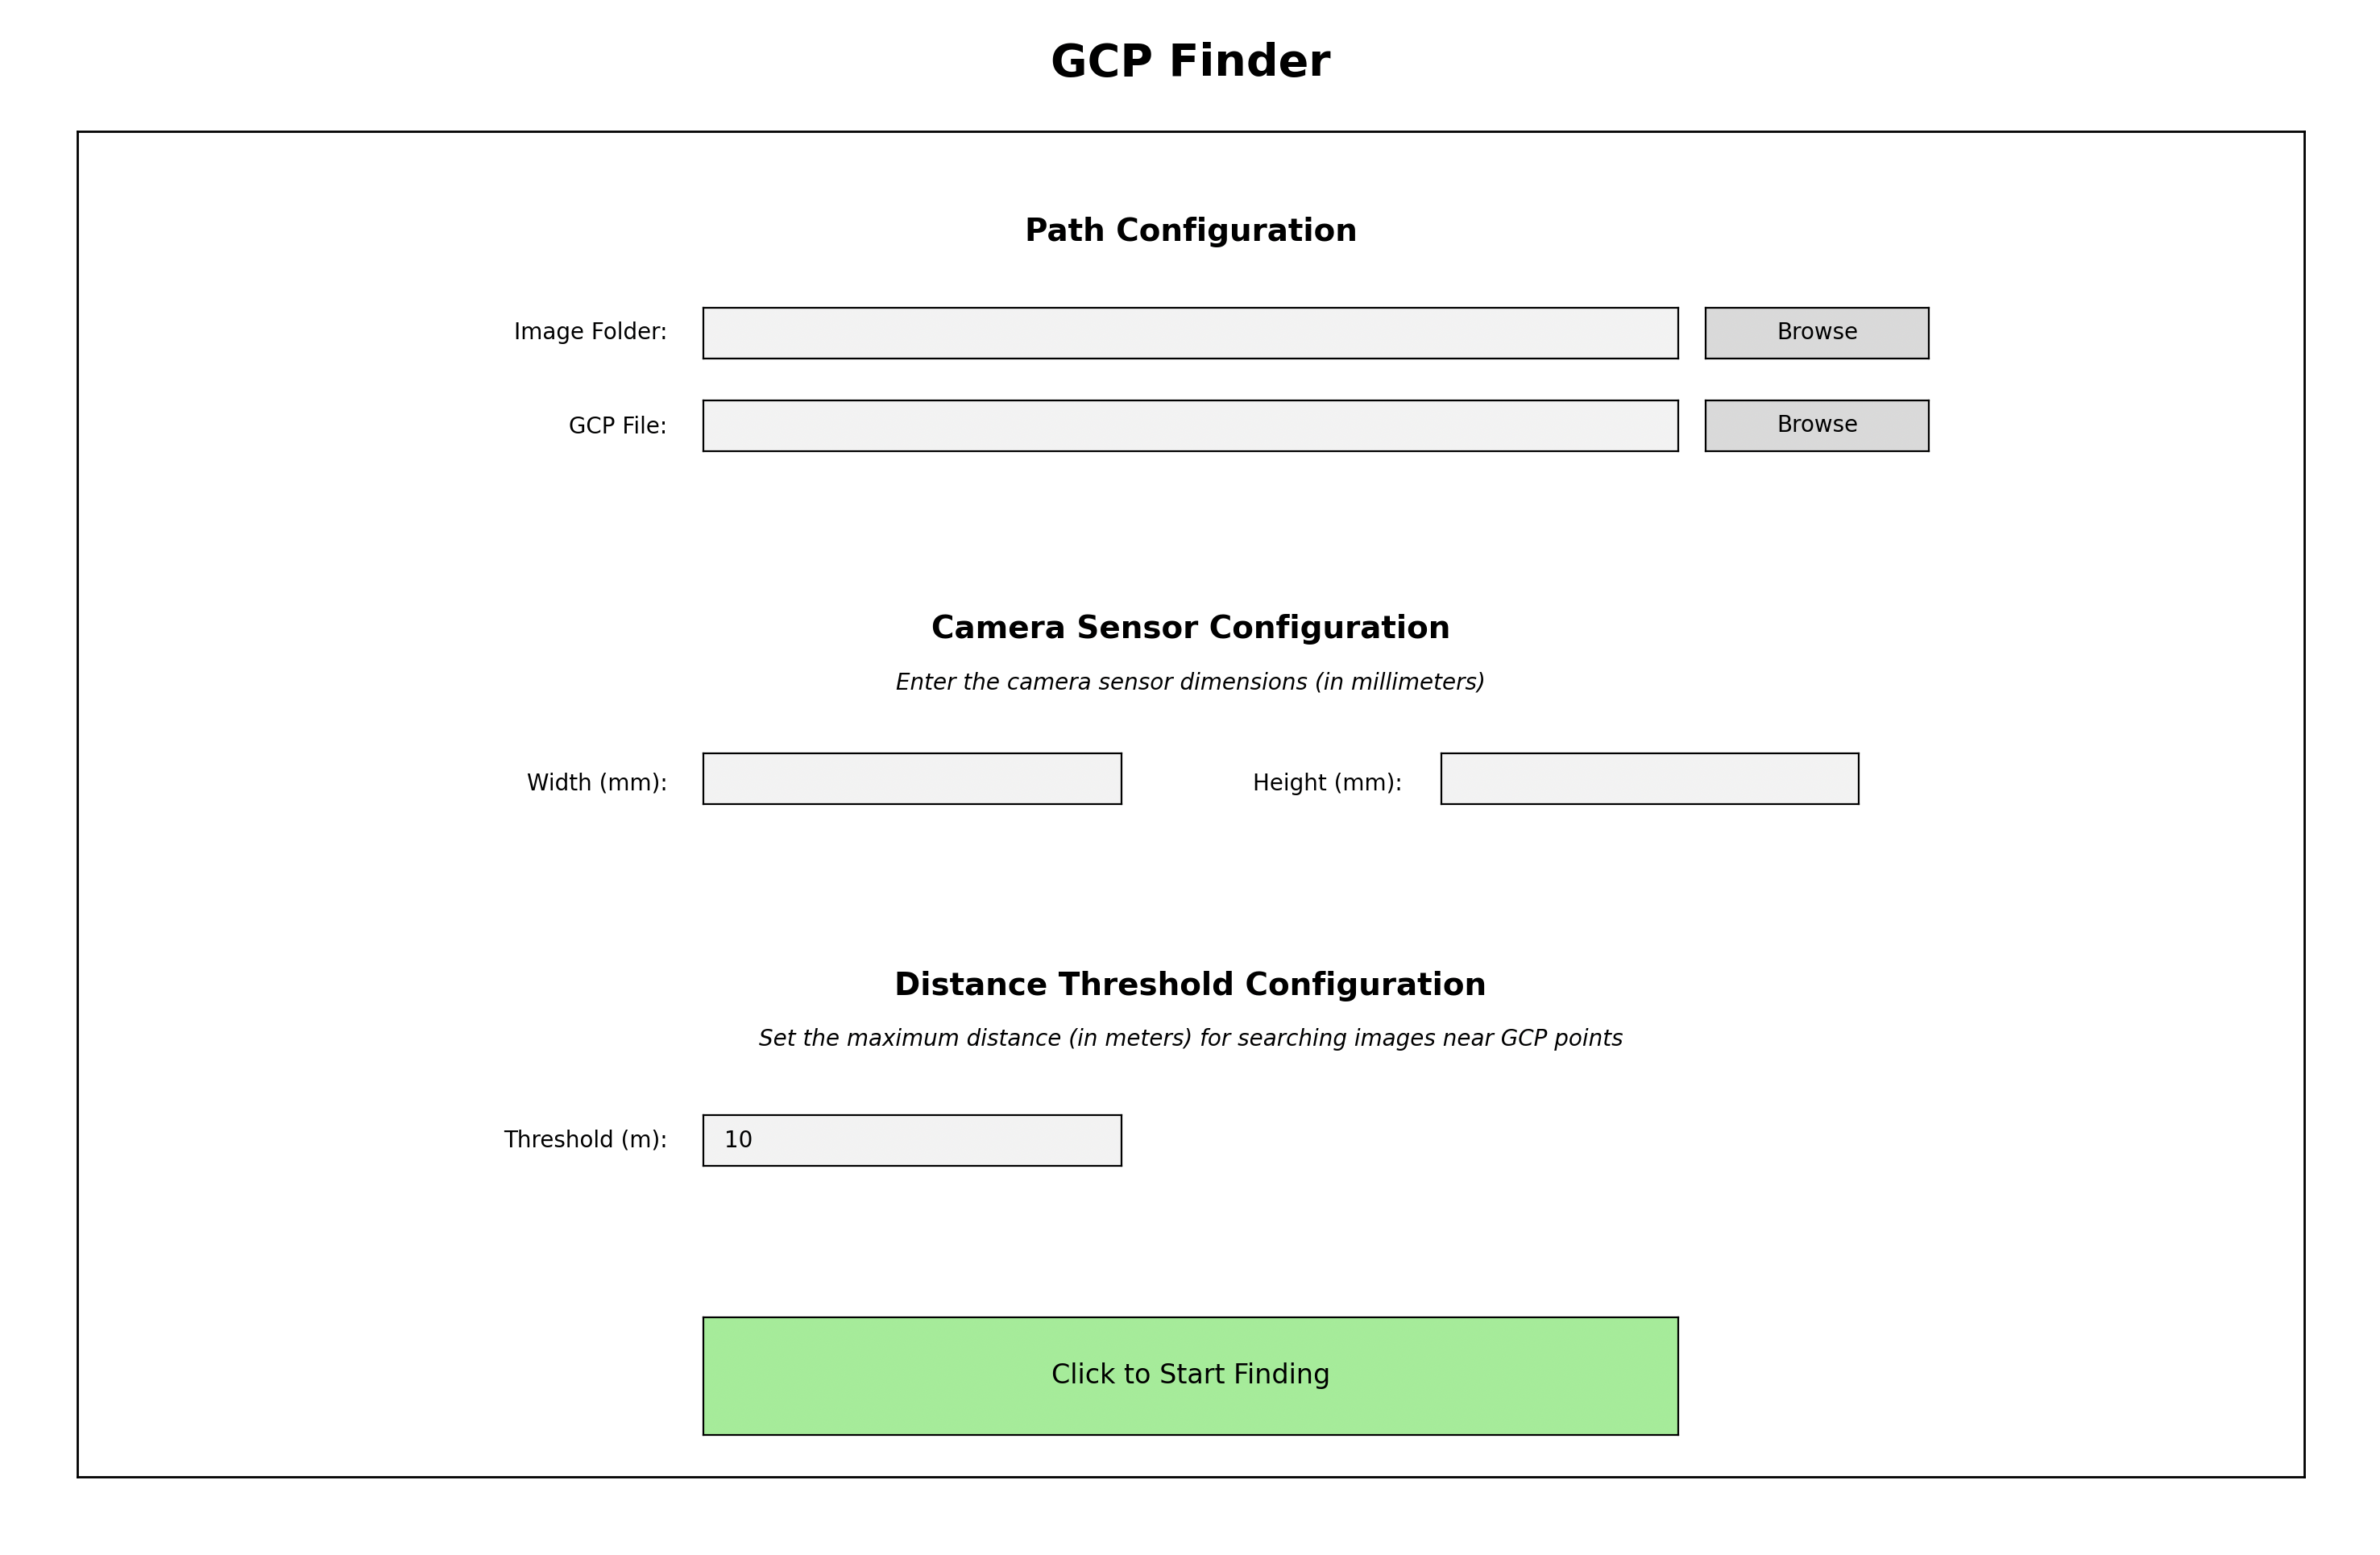 GCP Finder
Path Configuration
Image Folder:
Browse
GCP File:
Browse
Camera Sensor Configuration
Enter the camera sensor dimensions (in millimeters)
Width (mm):
Height (mm):
Distance Threshold Configuration
Set the maximum distance (in meters) for searching images near GCP points
Threshold (m): 10
Click to Start Finding